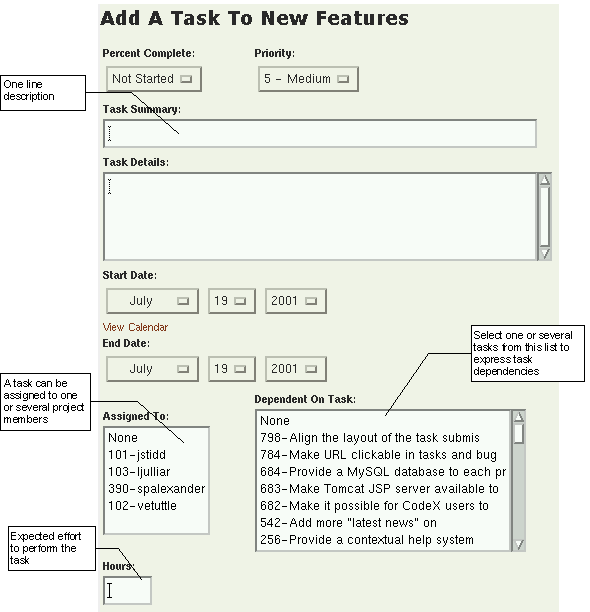 Add A Task To New Features
Percent Complete:
Priority:
Not Started
5 - Medium
One line
description
Task Summary:
Task Details:
Start Date:
July
19
2001
View Calendar
End Date:
July
19
2001
Select one or several
tasks from this list to
express task
dependencies
A task can be
assigned to one
or several project
members
Assigned To:
None
101-jstidd
103-ljulliar
390-spalexander
102-vetuttle
Dependent On Task:
None
798-Align the layout of the task submis
784-Make URL clickable in tasks and bug
684-Provide a MySQL database to each pr
683-Make Tomcat JSP server available to
682-Make it possible for CodeX users to
542-Add more "latest news" on
256-Provide a contextual help system
Expected effort
to perform the
task
Hours: